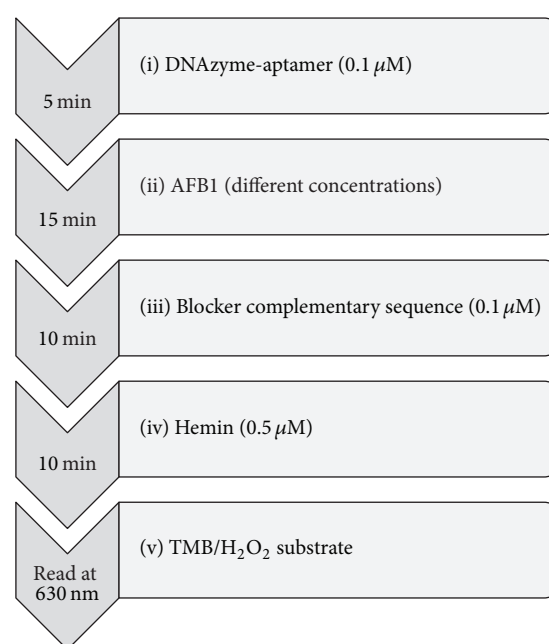 (i) DNAzyme-aptamer (0.1 μM)
5 min
(ii) AFB1 (different concentrations)
15 min
(iii) Blocker complementary sequence (0.1 μM)
10 min
(iv) Hemin (0.5 μM)
10 min
(v) TMB/H₂O₂ substrate
Read at
630 nm